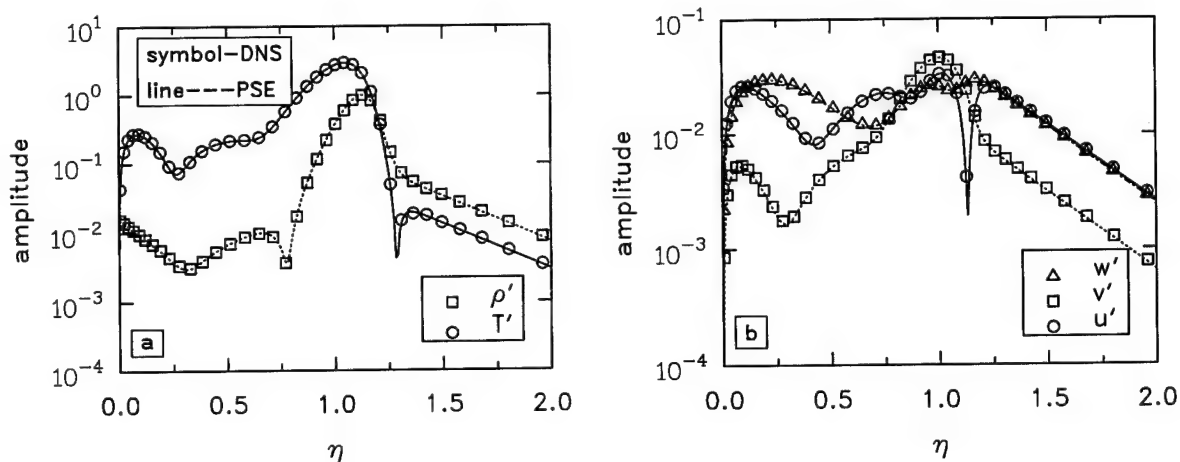 amplitude
10^1
10^0
10^-1
10^-2
10^-3
10^-4
symbol–DNS
line–––PSE
□ ρ′
○ T′
a
0.0 0.5 1.0 1.5 2.0
η
amplitude
10^-1
10^-2
10^-3
10^-4
△ w′
□ v′
○ u′
b
0.0 0.5 1.0 1.5 2.0
η